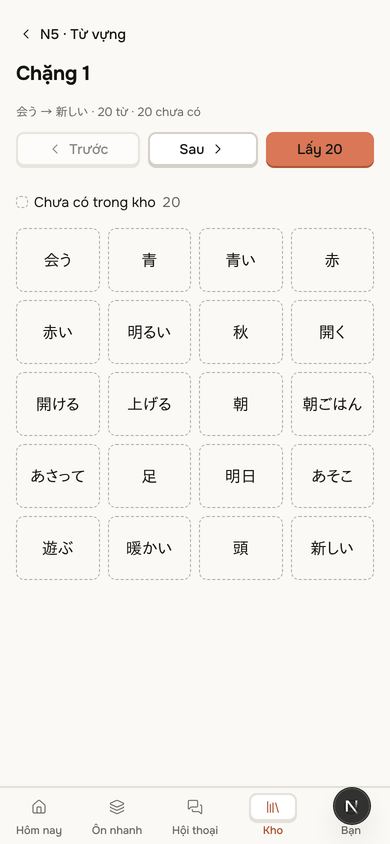 N5 · Từ vựng
Chặng 1
会う → 新しい · 20 từ · 20 chưa có
Trước Sau Lấy 20
Chưa có trong kho 20
会う 青 青い 赤
赤い 明るい 秋 開く
開ける 上げる 朝 朝ごはん
あさって 足 明日 あそこ
遊ぶ 暖かい 頭 新しい
N
Hôm nay Ôn nhanh Hội thoại Kho Bạn